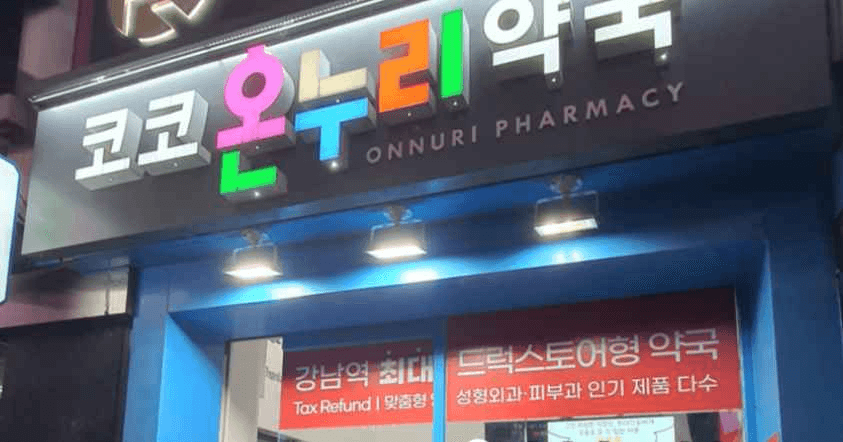 코코온누리약국
ONNURI PHARMACY
강남역 최대
Tax Refund | 맞춤형
드럭스토어형 약국
성형외과·피부과 인기 제품 다수